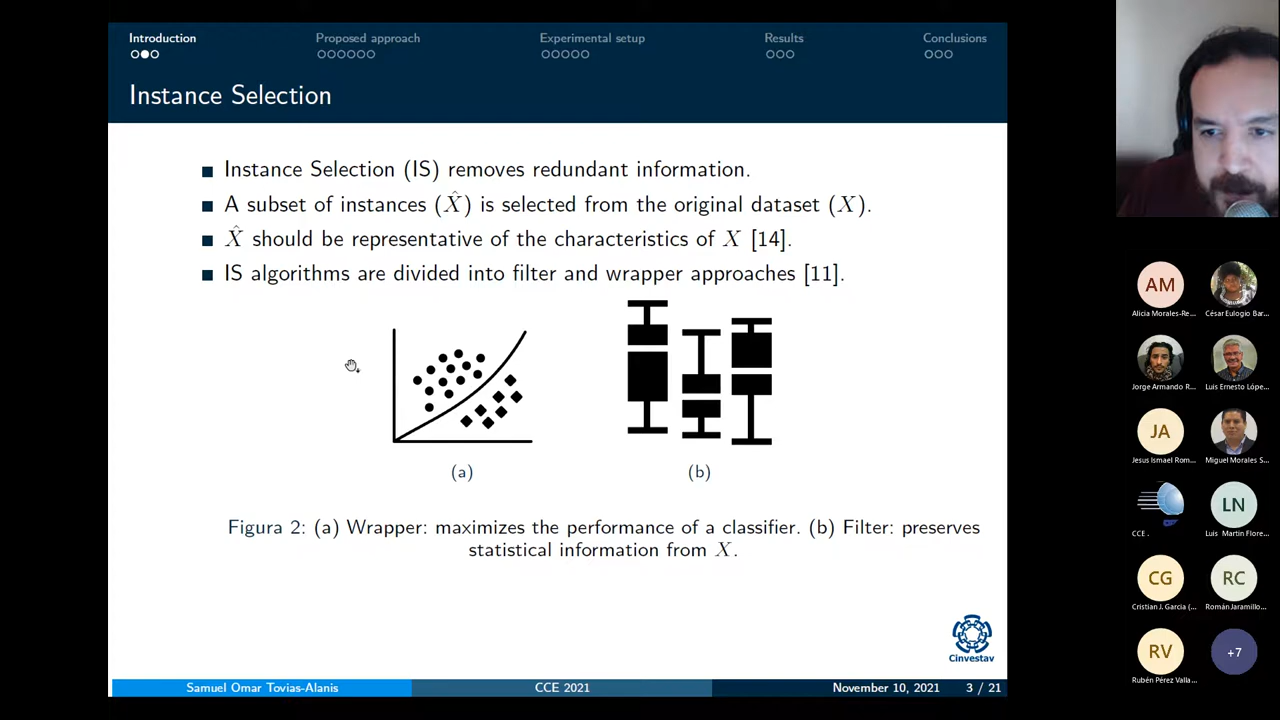 Introduction
Proposed approach
Experimental setup
Results
Conclusions
Instance Selection
Instance Selection (IS) removes redundant information.
A subset of instances (X̂) is selected from the original dataset (X).
X̂ should be representative of the characteristics of X [14].
IS algorithms are divided into filter and wrapper approaches [11].
(a)
(b)
Figura 2: (a) Wrapper: maximizes the performance of a classifier. (b) Filter: preserves
statistical information from X.
Cinvestav
Samuel Omar Tovias-Alanis
CCE 2021
November 10, 2021
3 / 21
AM
Alicia Morales-Re...
César Eulogio Bar...
Jorge Armando R...
Luis Ernesto Lópe...
JA
Jesus Ismael Rom...
Miguel Morales S...
CCE .
LN
Luis Martin Flore...
CG
Cristian J. Garcia (...
RC
Román Jaramillo...
RV
Rubén Pérez Valla...
+7